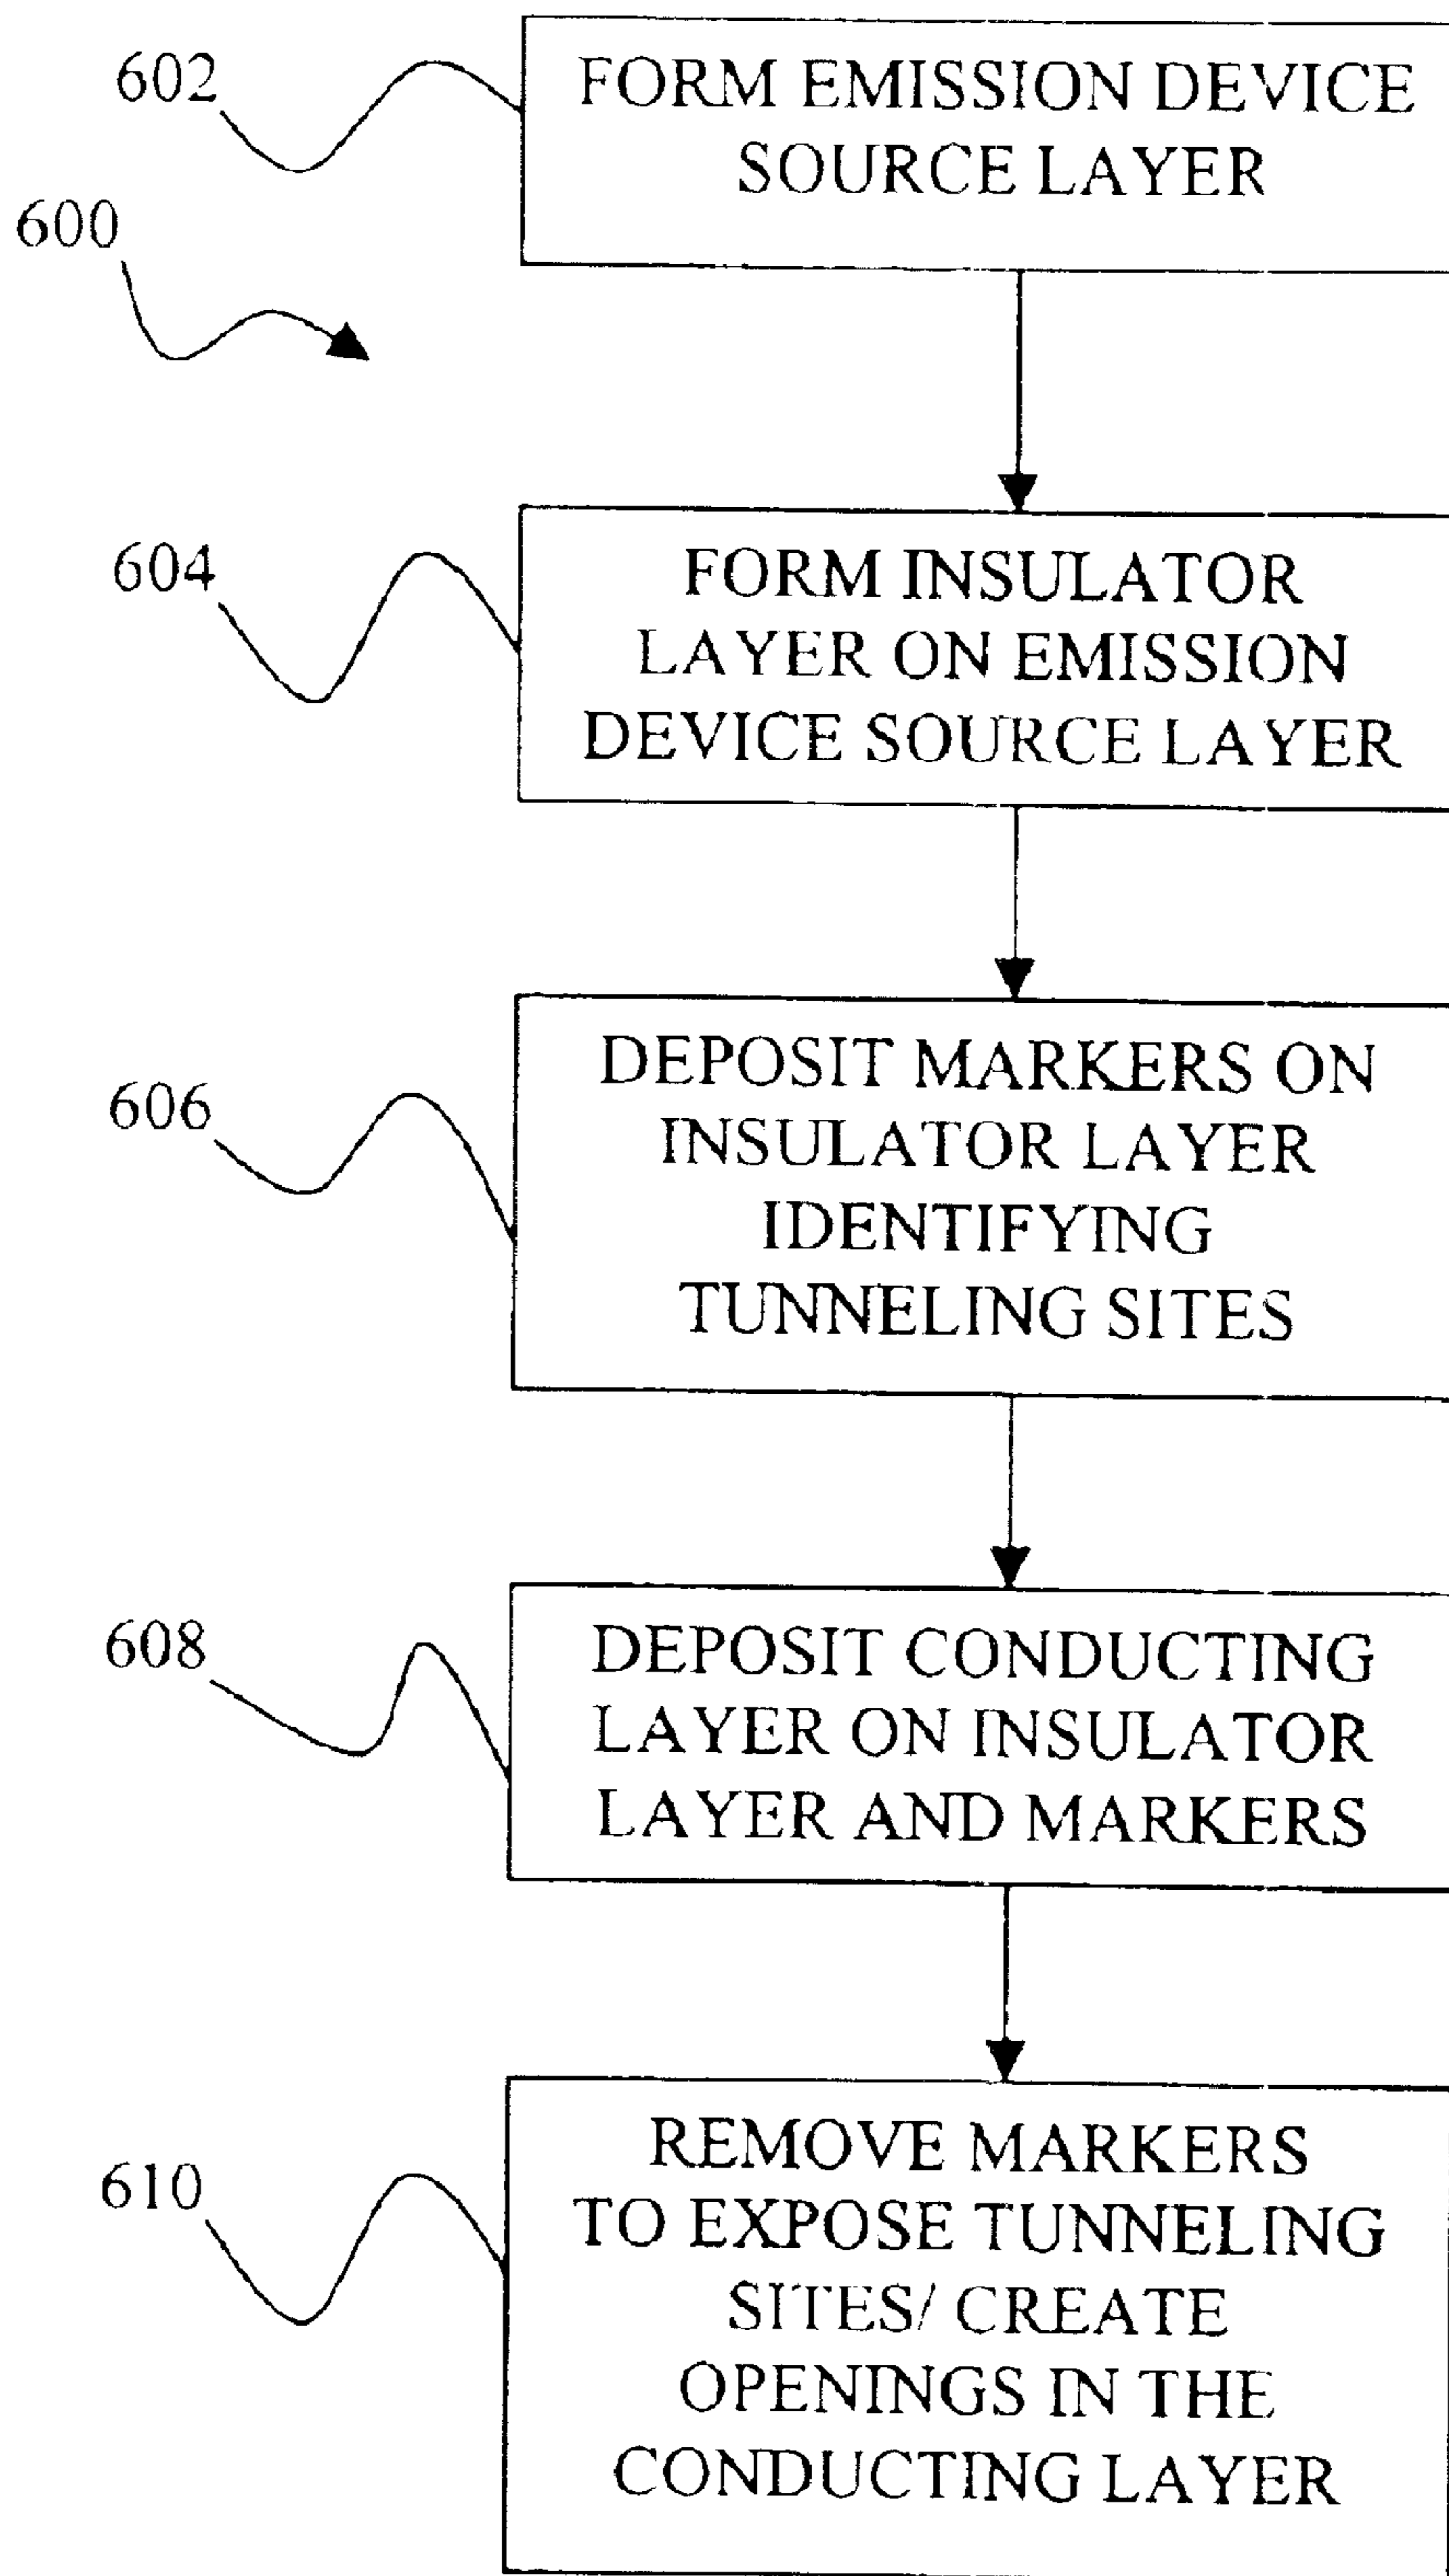 602
FORM EMISSION DEVICE
SOURCE LAYER
600
604
FORM INSULATOR
LAYER ON EMISSION
DEVICE SOURCE LAYER
606
DEPOSIT MARKERS ON
INSULATOR LAYER
IDENTIFYING
TUNNELING SITES
608
DEPOSIT CONDUCTING
LAYER ON INSULATOR
LAYER AND MARKERS
610
REMOVE MARKERS
TO EXPOSE TUNNELING
SITES/ CREATE
OPENINGS IN THE
CONDUCTING LAYER